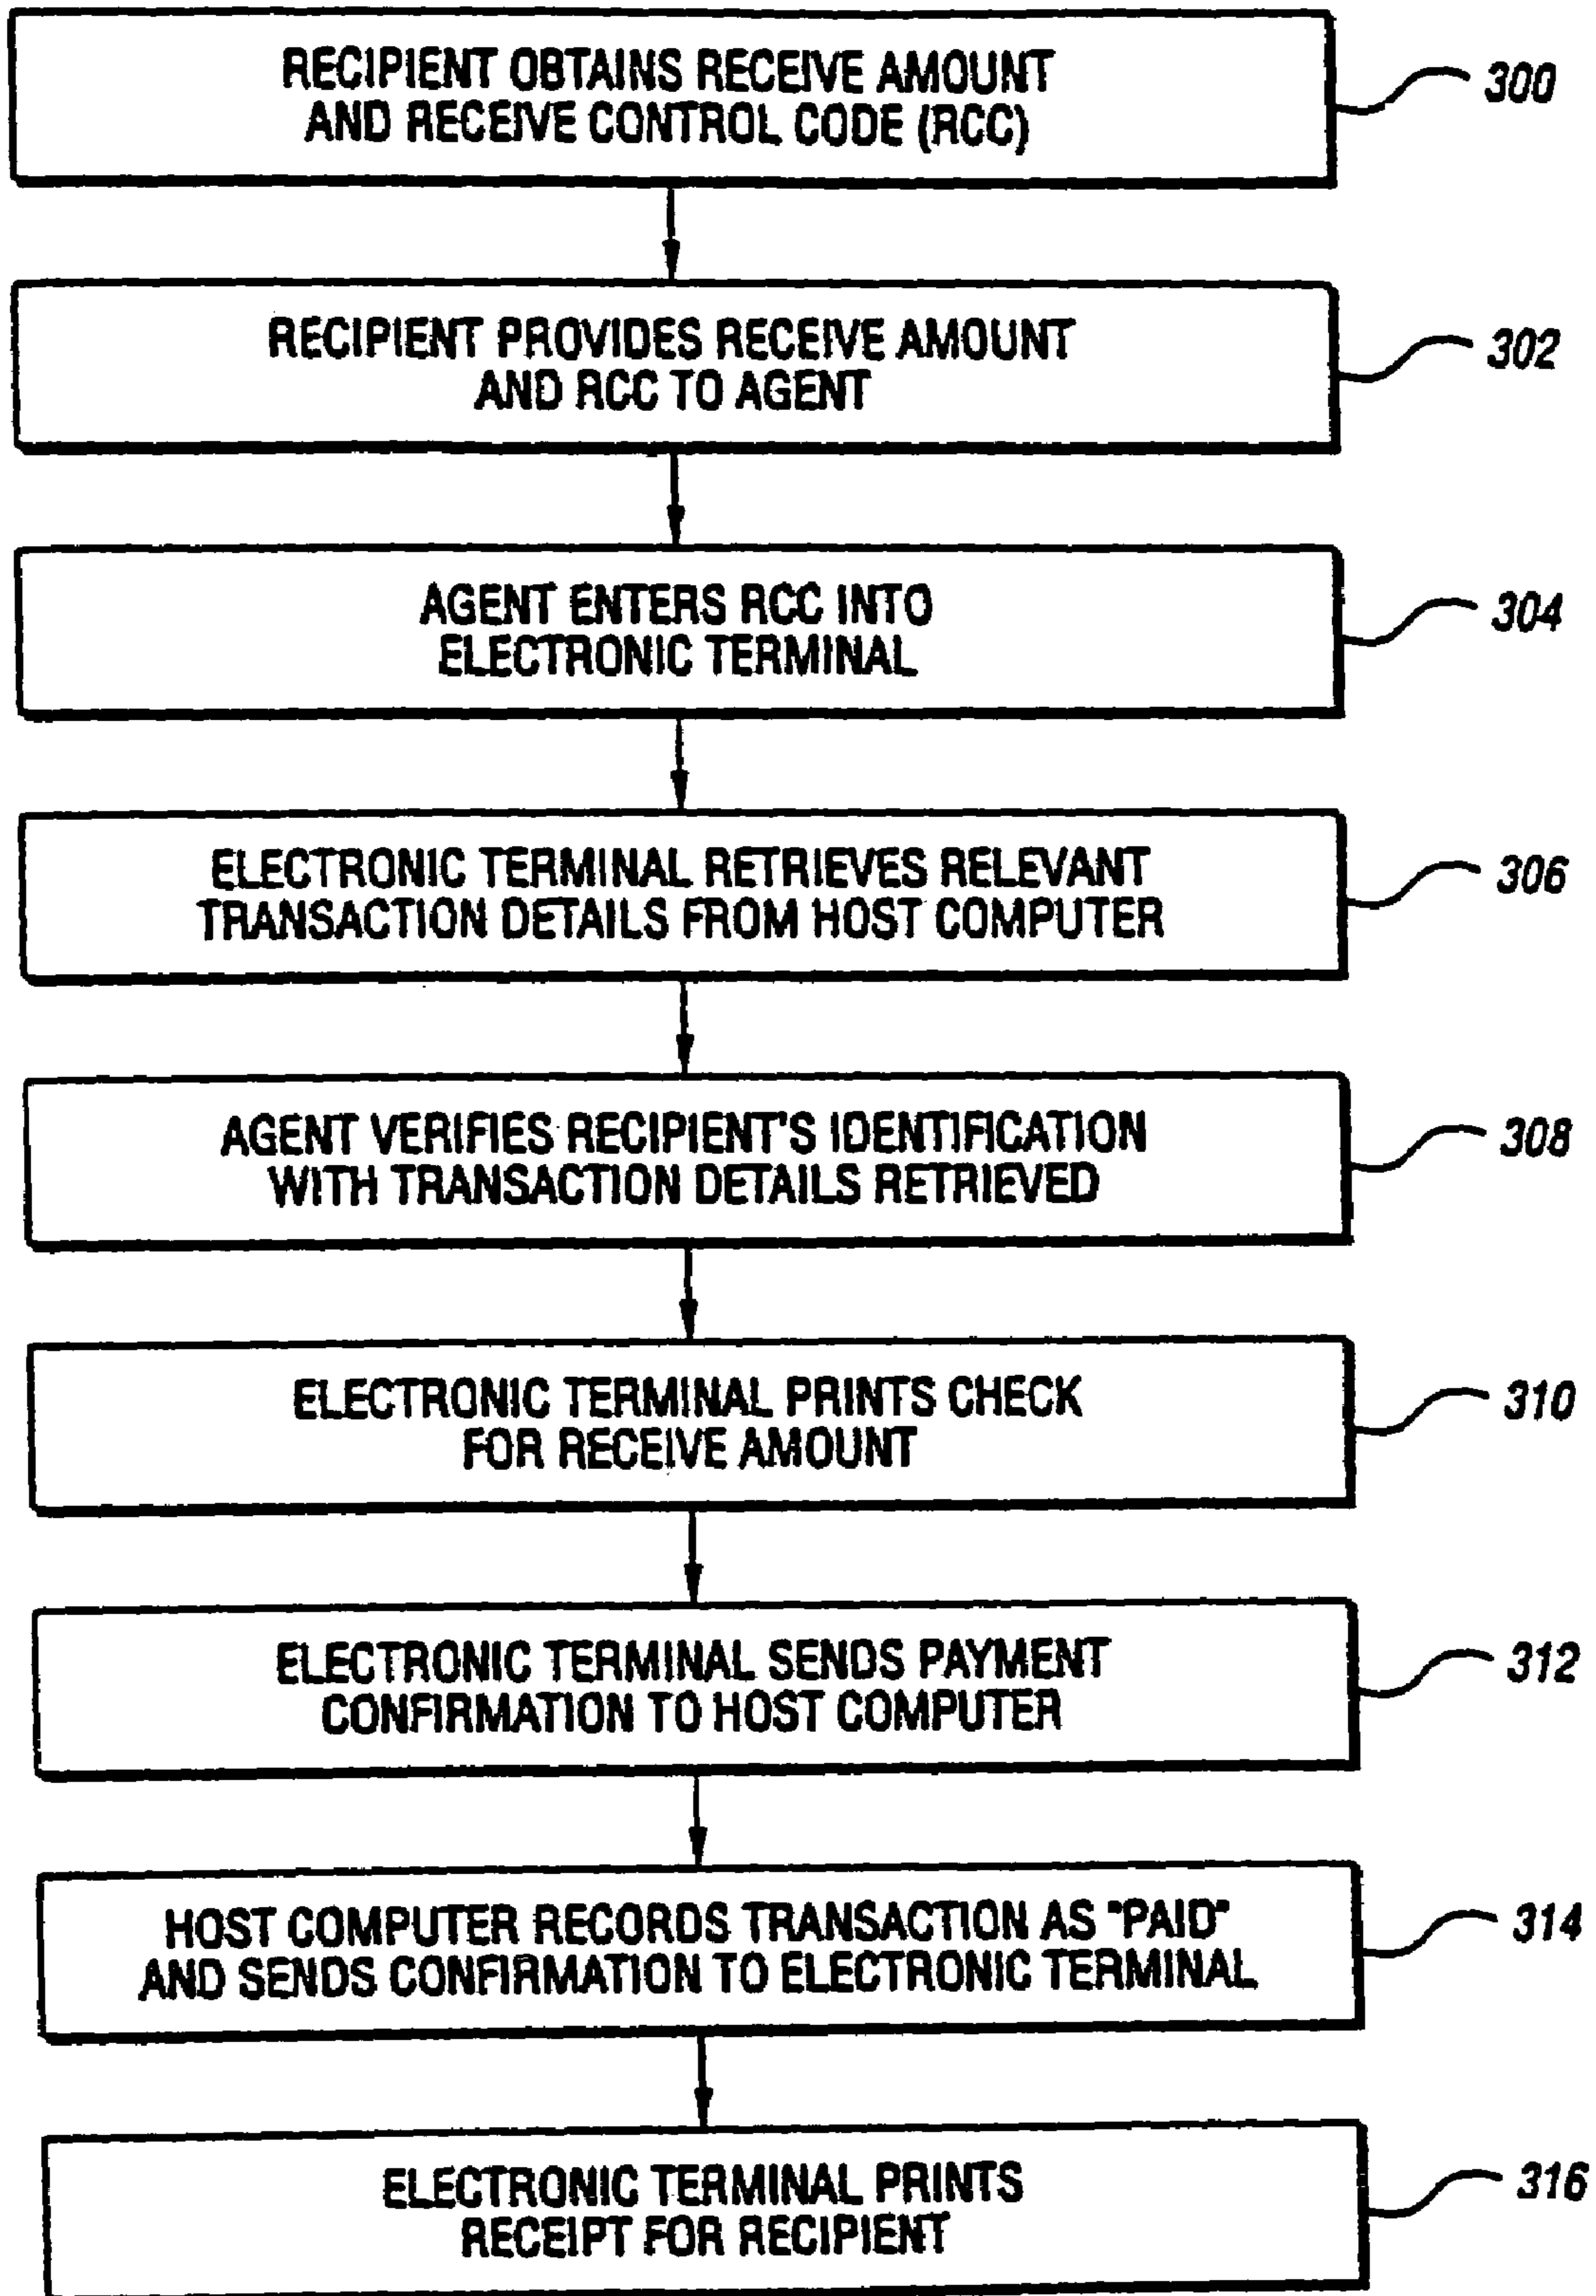 RECIPIENT OBTAINS RECEIVE AMOUNT
AND RECEIVE CONTROL CODE (RCC)
300
RECIPIENT PROVIDES RECEIVE AMOUNT
AND RCC TO AGENT
302
AGENT ENTERS RCC INTO
ELECTRONIC TERMINAL
304
ELECTRONIC TERMINAL RETRIEVES RELEVANT
TRANSACTION DETAILS FROM HOST COMPUTER
306
AGENT VERIFIES RECIPIENT'S IDENTIFICATION
WITH TRANSACTION DETAILS RETRIEVED
308
ELECTRONIC TERMINAL PRINTS CHECK
FOR RECEIVE AMOUNT
310
ELECTRONIC TERMINAL SENDS PAYMENT
CONFIRMATION TO HOST COMPUTER
312
HOST COMPUTER RECORDS TRANSACTION AS "PAID"
AND SENDS CONFIRMATION TO ELECTRONIC TERMINAL
314
ELECTRONIC TERMINAL PRINTS
RECEIPT FOR RECIPIENT
316